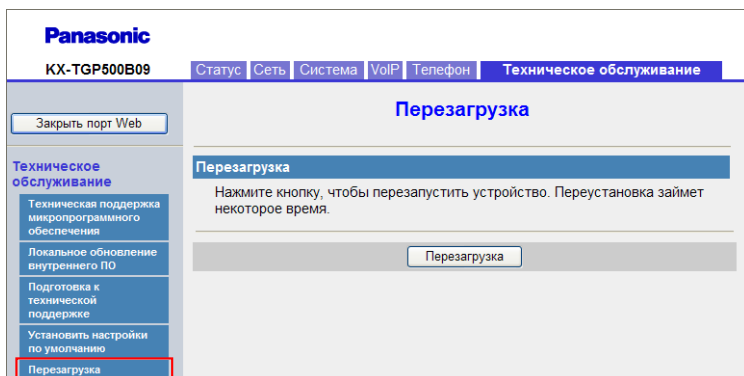 Panasonic
KX-TGP500B09
Статус Сеть Система VoIP Телефон Техническое обслуживание
Закрыть порт Web
Перезагрузка
Техническое
обслуживание
Техническая поддержка
микропрограммного
обеспечения
Локальное обновление
внутреннего ПО
Подготовка к
технической
поддержке
Установить настройки
по умолчанию
Перезагрузка
Перезагрузка
Нажмите кнопку, чтобы перезапустить устройство. Переустановка займет
некоторое время.
Перезагрузка